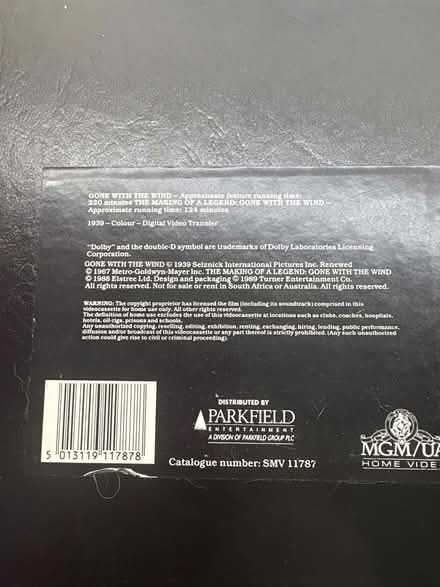 GONE WITH THE WIND – Approximate feature running time:
220 minutes THE MAKING OF A LEGEND: GONE WITH THE WIND –
Approximate running time: 124 minutes
1939 – Colour – Digital Video Transfer
"Dolby" and the double-D symbol are trademarks of Dolby Laboratories Licensing
Corporation.
GONE WITH THE WIND © 1939 Selznick International Pictures Inc. Renewed
© 1967 Metro-Goldwyn-Mayer Inc. THE MAKING OF A LEGEND: GONE WITH THE WIND
© 1988 Elstree Ltd. Design and packaging © 1989 Turner Entertainment Co.
All rights reserved. Not for sale or rent in South Africa or Australia. All rights reserved.
WARNING: The copyright proprietor has licensed the film (including its soundtrack) comprised in this
videocassette for home use only. All other rights reserved.
The definition of home use excludes the use of this videocassette at locations such as clubs, coaches, hospitals,
hotels, oil-rigs, prisons and schools.
Any unauthorised copying, reselling, editing, exhibition, renting, exchanging, hiring, lending, public performance,
diffusion and/or broadcast of this videocassette or any part thereof is strictly prohibited. (Any such unauthorised
action could give rise to civil or criminal proceeding).
DISTRIBUTED BY
PARKFIELD
ENTERTAINMENT
A DIVISION OF PARKFIELD GROUP PLC
MGM/UA
HOME VIDE
5 013119 117878
Catalogue number: SMV 11787